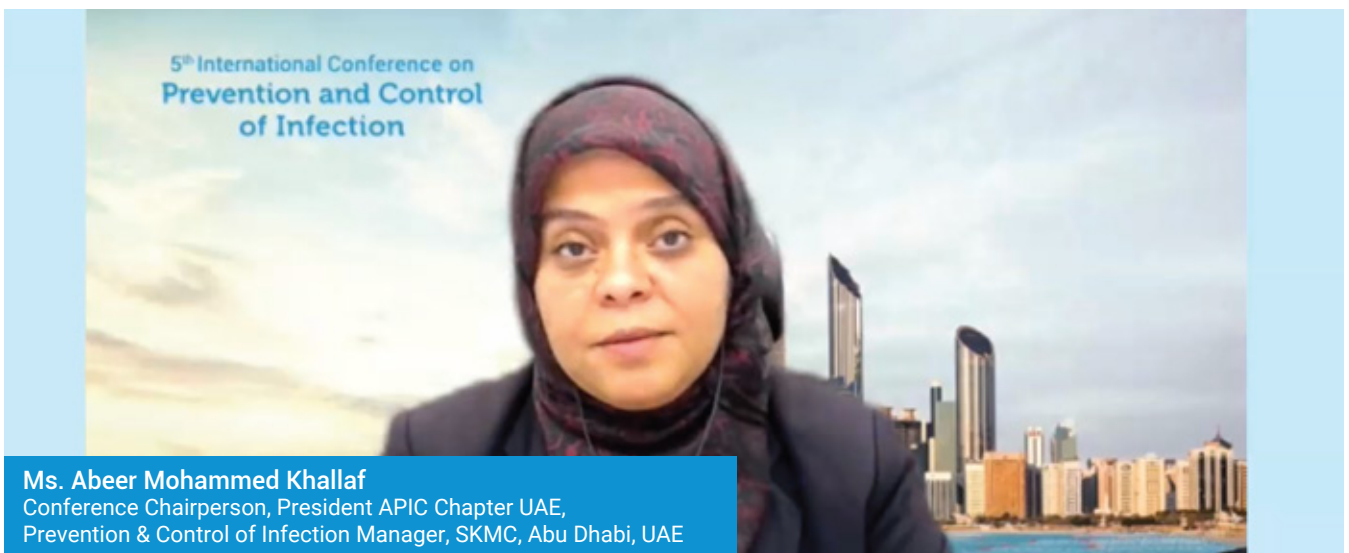 5th International Conference on
Prevention and Control
of Infection
Ms. Abeer Mohammed Khallaf
Conference Chairperson, President APIC Chapter UAE,
Prevention & Control of Infection Manager, SKMC, Abu Dhabi, UAE